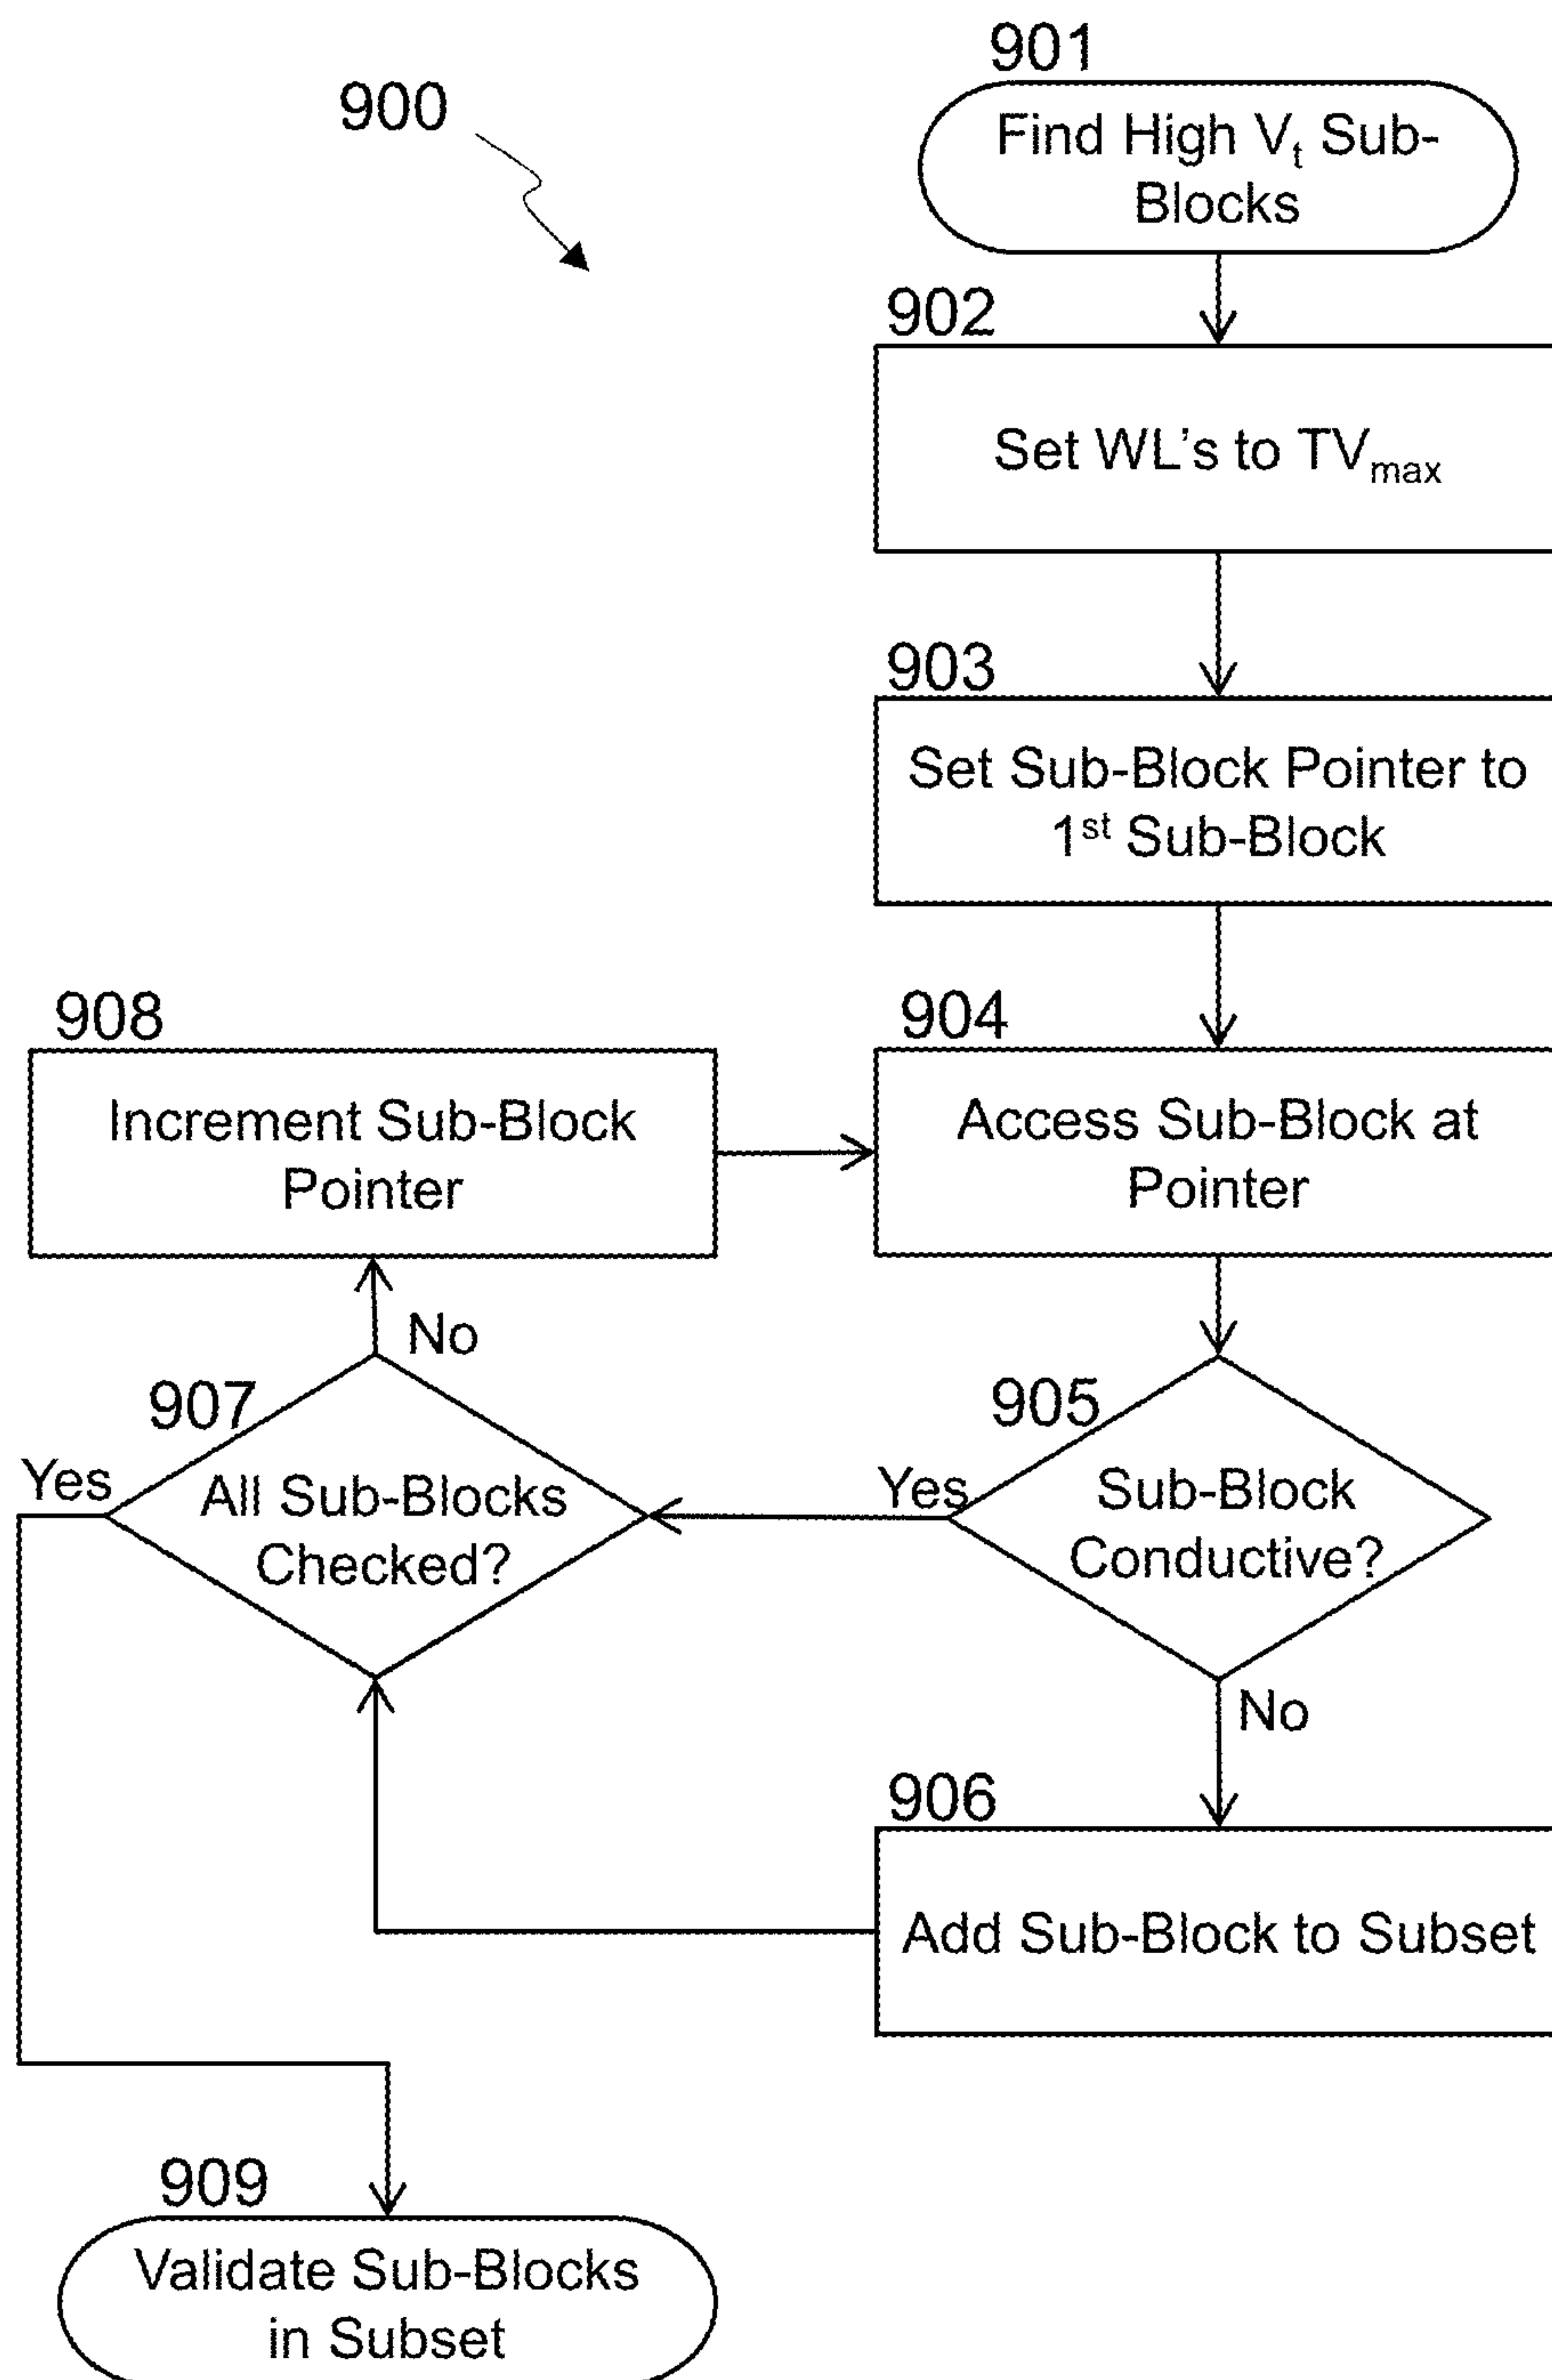 900
901
Find High Vt Sub-
Blocks
902
Set WL's to TVmax
903
Set Sub-Block Pointer to
1st Sub-Block
908
Increment Sub-Block
Pointer
904
Access Sub-Block at
Pointer
No
907
Yes
All Sub-Blocks
Checked?
905
Yes
Sub-Block
Conductive?
No
906
Add Sub-Block to Subset
909
Validate Sub-Blocks
in Subset